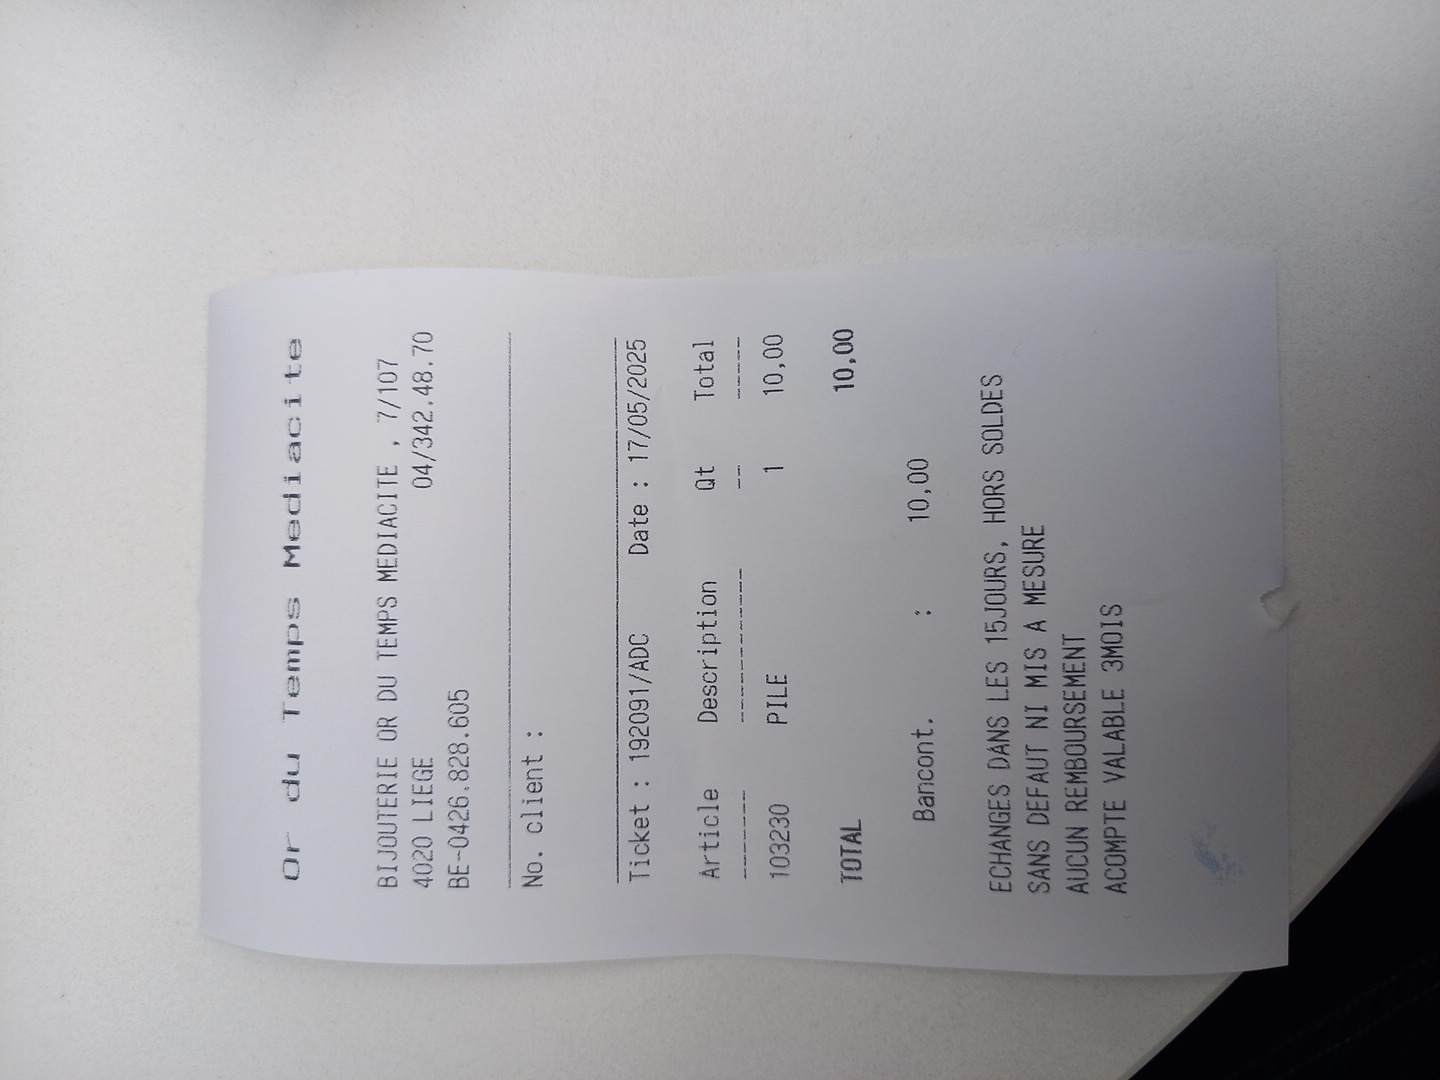 Or du Temps Mediacite
BIJOUTERIE OR DU TEMPS MEDIACITE , 7/107
4020 LIEGE 04/342.48.70
BE-0426.828.605
No. client :
Ticket : 192091/ADC Date : 17/05/2025
Article Description Qt Total
------- ----------- -- -----
103230 PILE 1 10,00
TOTAL 10,00
Bancont. : 10,00
ECHANGES DANS LES 15JOURS, HORS SOLDES
SANS DEFAUT NI MIS A MESURE
AUCUN REMBOURSEMENT
ACOMPTE VALABLE 3MOIS